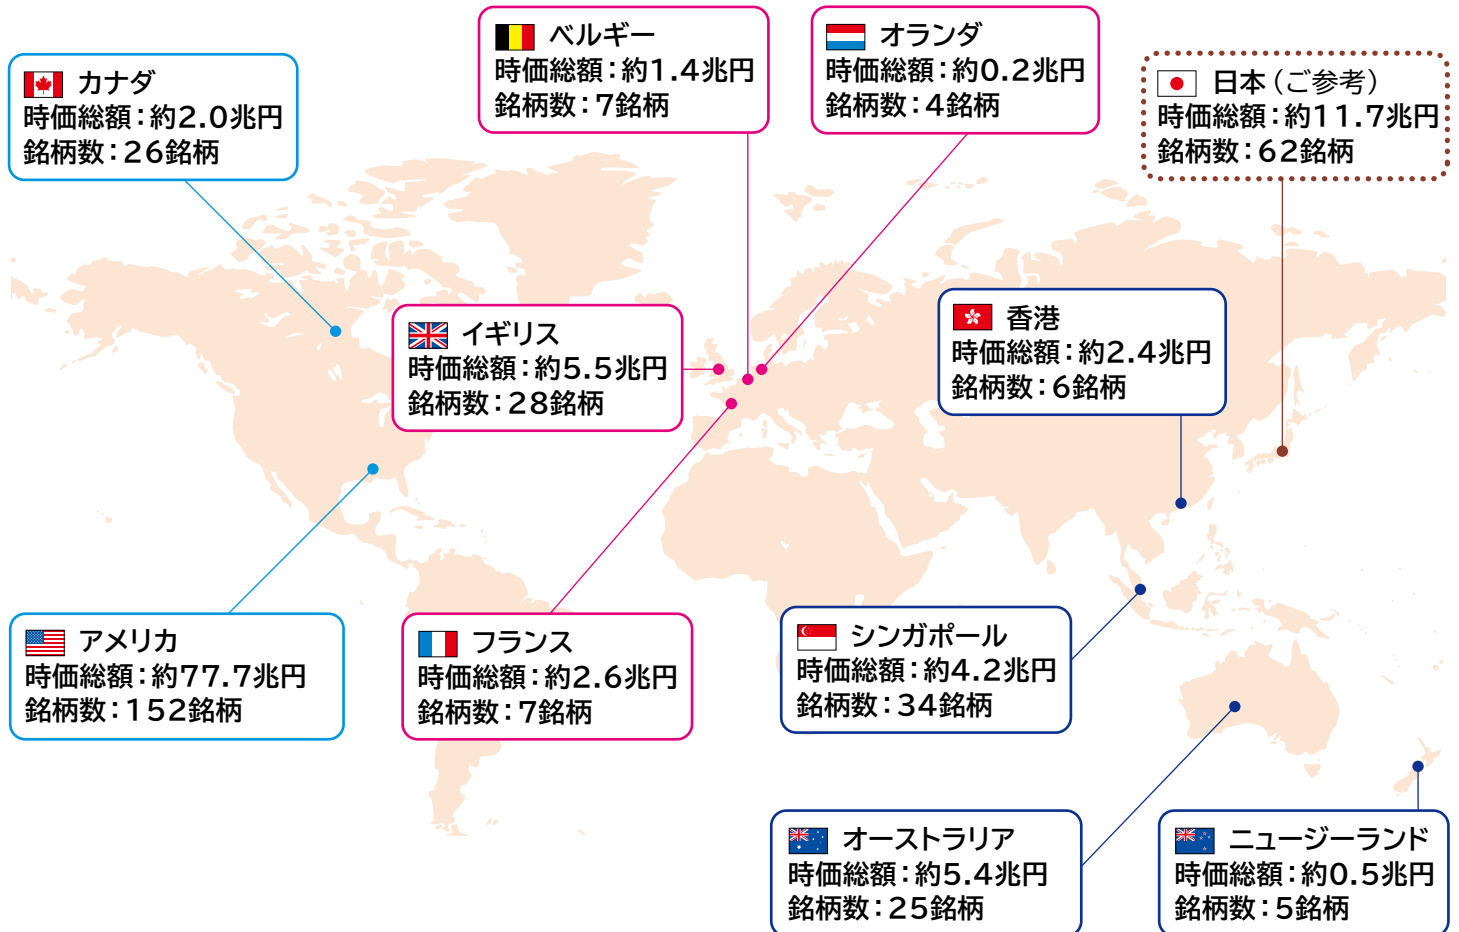 ベルギー
時価総額：約1.4兆円
銘柄数：7銘柄
オランダ
時価総額：約0.2兆円
銘柄数：4銘柄
カナダ
時価総額：約2.0兆円
銘柄数：26銘柄
日本（ご参考）
時価総額：約11.7兆円
銘柄数：62銘柄
イギリス
時価総額：約5.5兆円
銘柄数：28銘柄
香港
時価総額：約2.4兆円
銘柄数：6銘柄
アメリカ
時価総額：約77.7兆円
銘柄数：152銘柄
フランス
時価総額：約2.6兆円
銘柄数：7銘柄
シンガポール
時価総額：約4.2兆円
銘柄数：34銘柄
オーストラリア
時価総額：約5.4兆円
銘柄数：25銘柄
ニュージーランド
時価総額：約0.5兆円
銘柄数：5銘柄